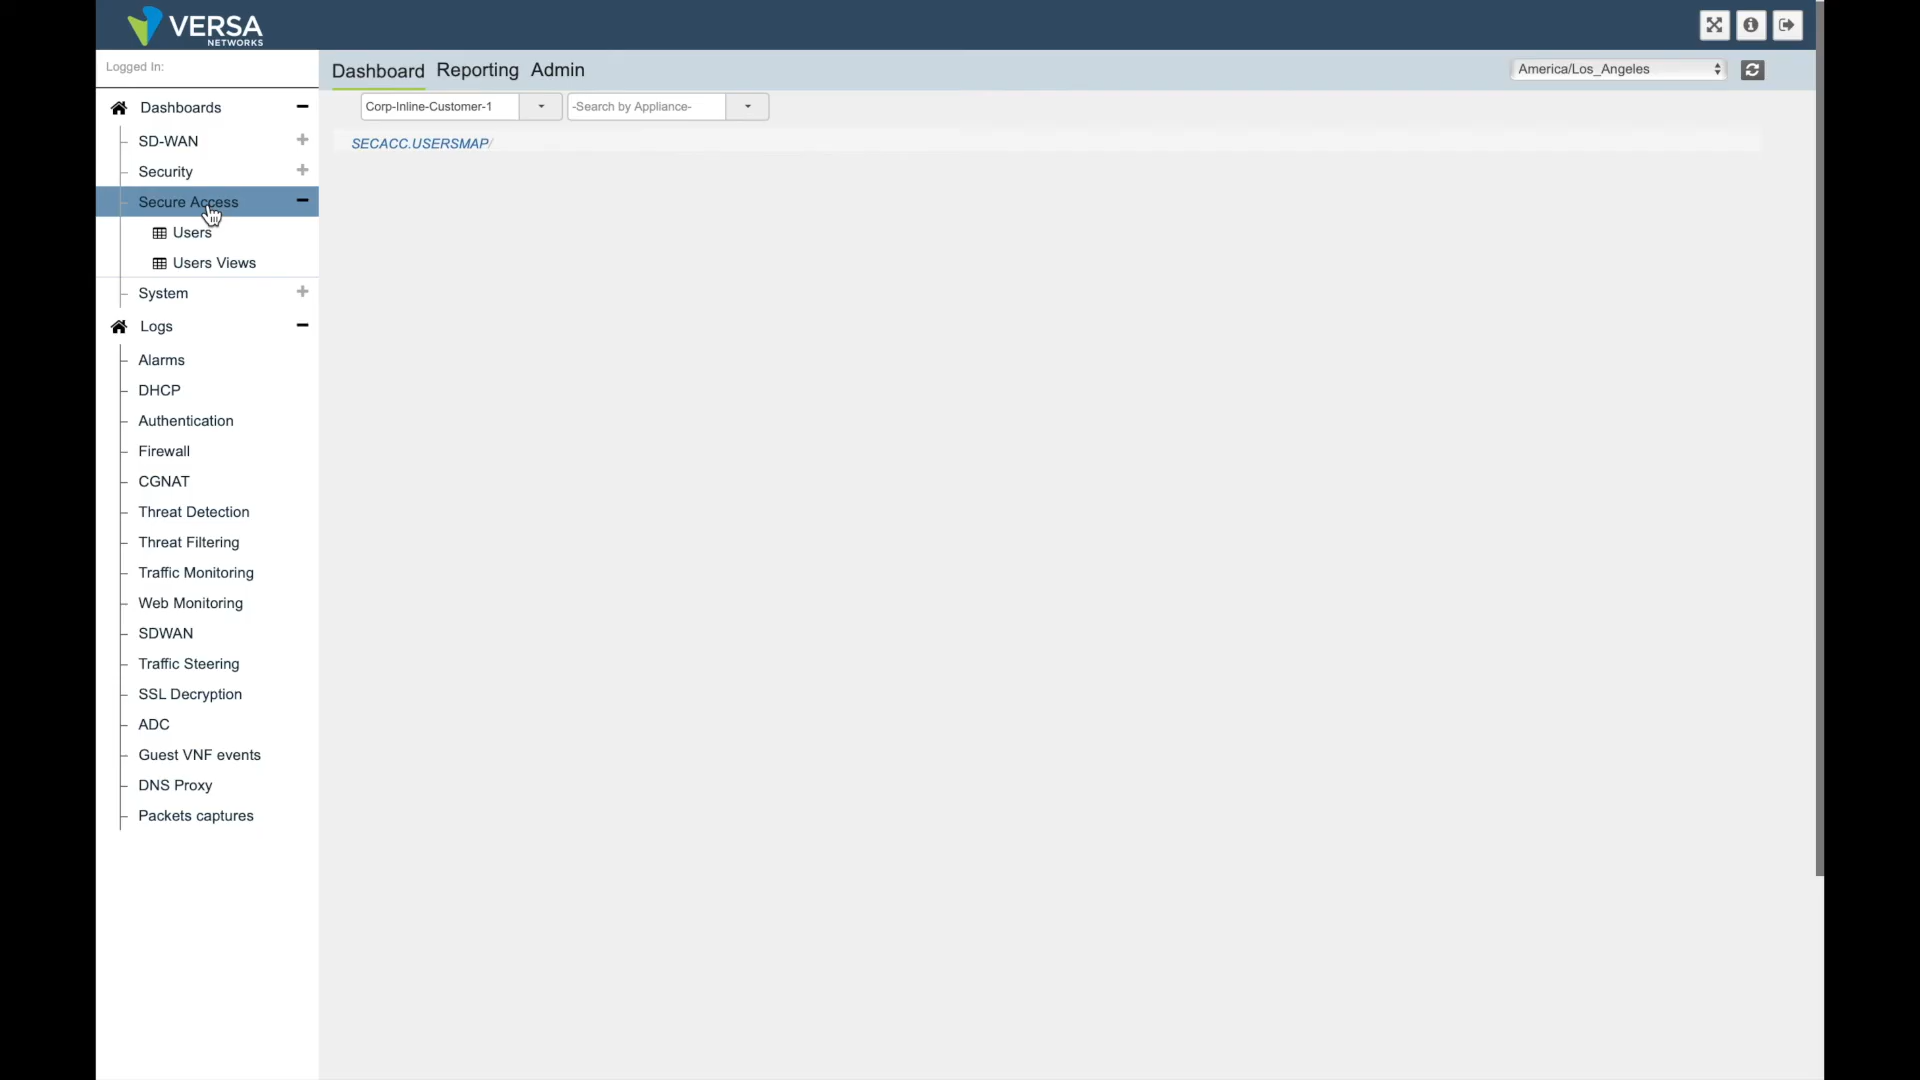 VERSA
NETWORKS
Logged In:
Dashboard Reporting Admin
America/Los_Angeles
Corp-Inline-Customer-1
-Search by Appliance-
SECACC.USERSMAP/
Dashboards
SD-WAN
Security
Secure Access
Users
Users Views
System
Logs
Alarms
DHCP
Authentication
Firewall
CGNAT
Threat Detection
Threat Filtering
Traffic Monitoring
Web Monitoring
SDWAN
Traffic Steering
SSL Decryption
ADC
Guest VNF events
DNS Proxy
Packets captures